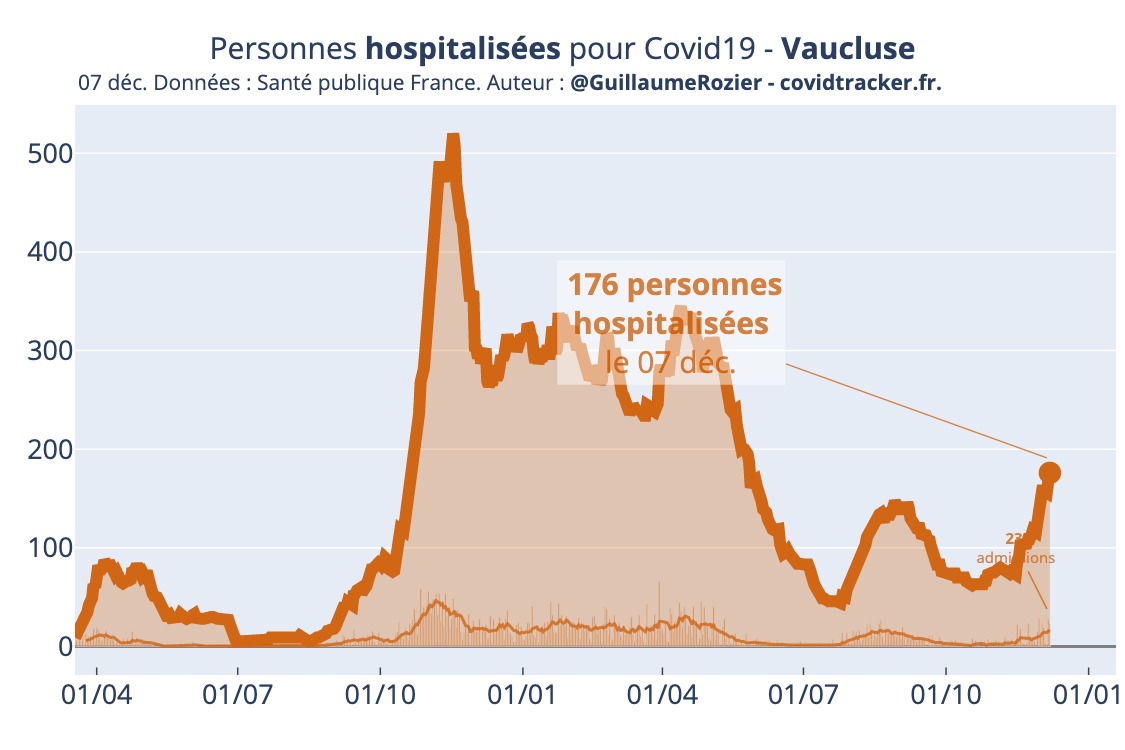 Personnes hospitalisées pour Covid19 - Vaucluse
07 déc. Données : Santé publique France. Auteur : @GuillaumeRozier - covidtracker.fr.
500
400
300
200
100
0
176 personnes
hospitalisées
le 07 déc.
admissions
01/04 01/07 01/10 01/01 01/04 01/07 01/10 01/01